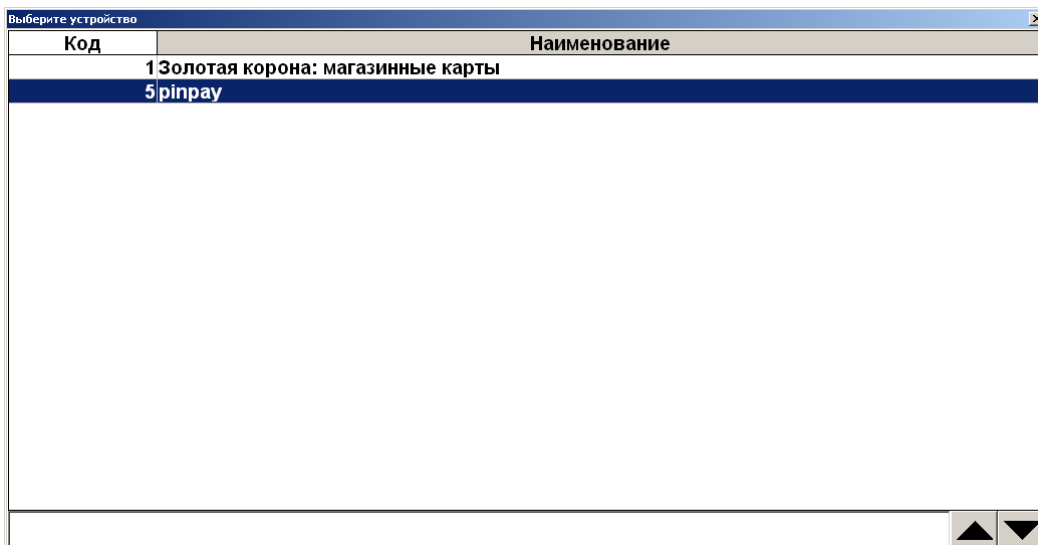 Выберите устройство
Код Наименование
1 Золотая корона: магазинные карты
5 pinpay